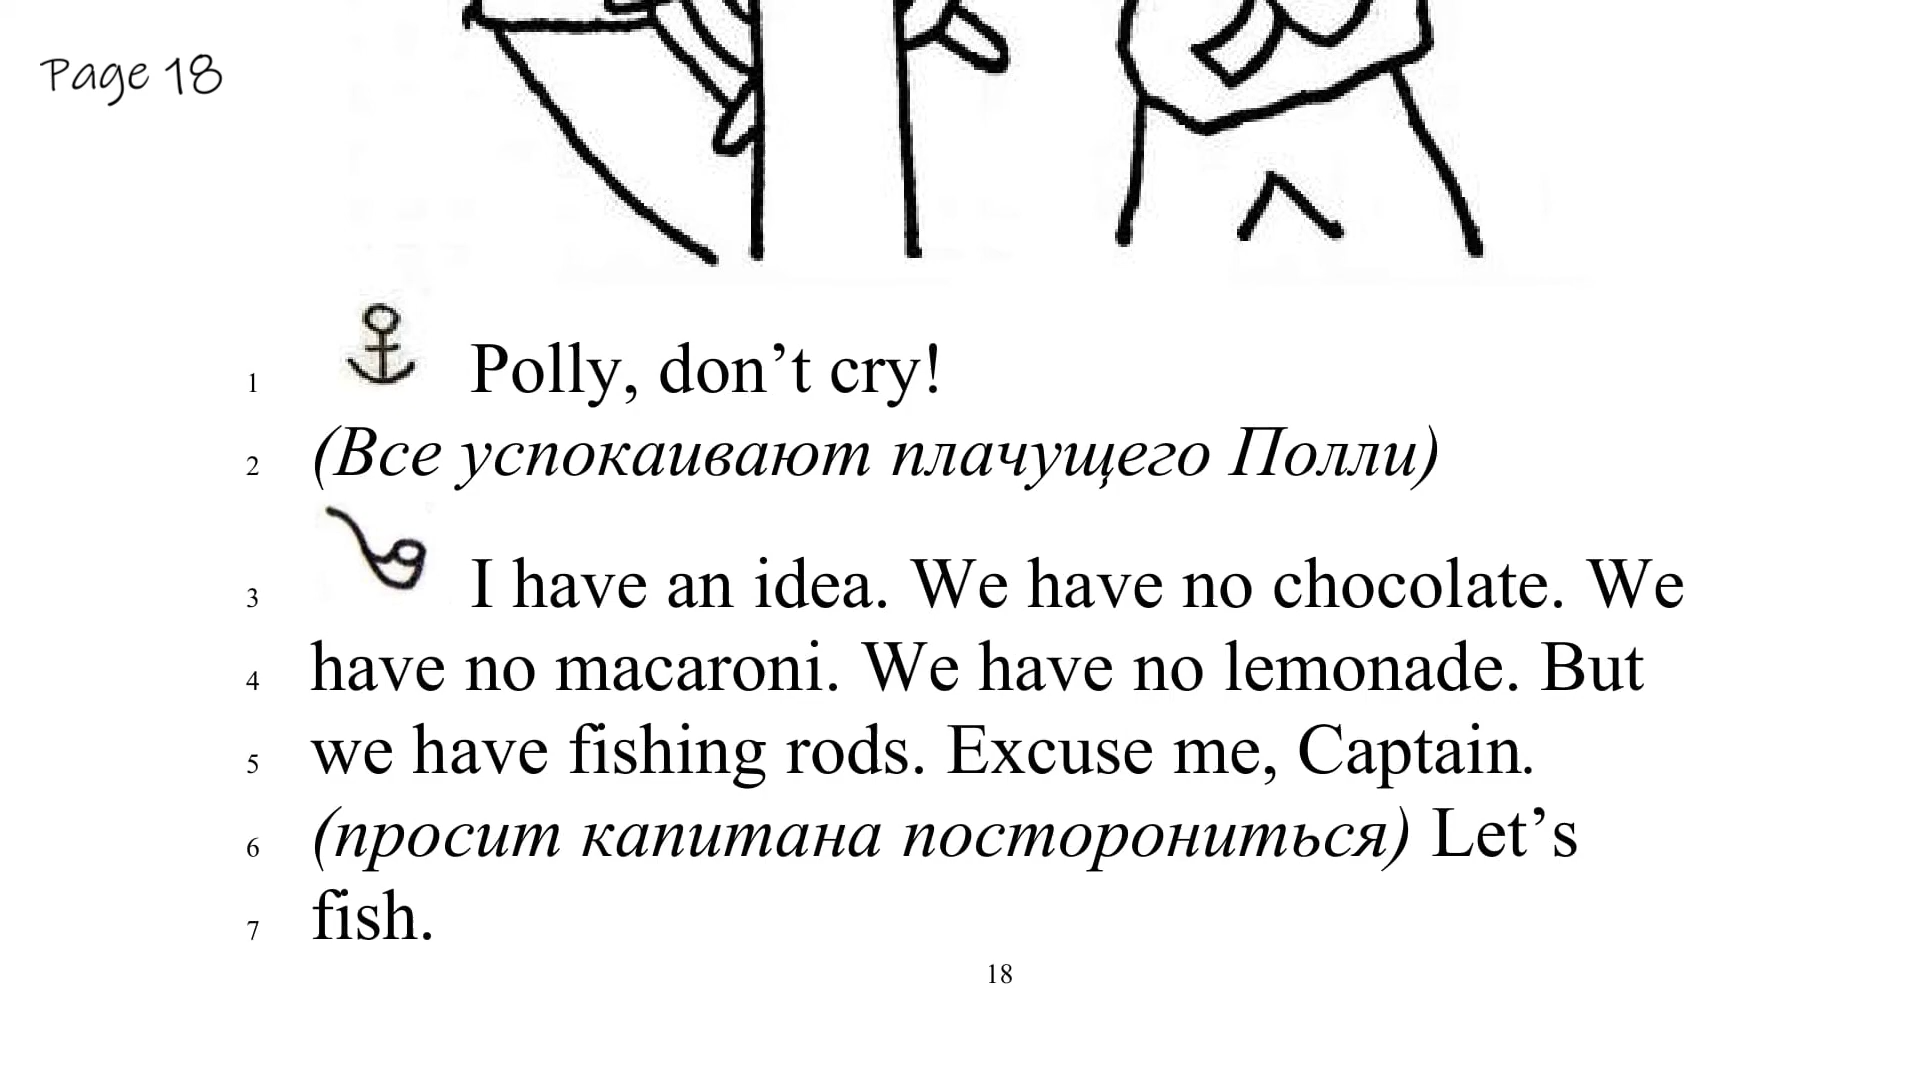 Page 18
1 Polly, don’t cry!
2 (Все успокаивают плачущего Полли)
3 I have an idea. We have no chocolate. We
4 have no macaroni. We have no lemonade. But
5 we have fishing rods. Excuse me, Captain.
6 (просит капитана посторониться) Let’s
7 fish.
18